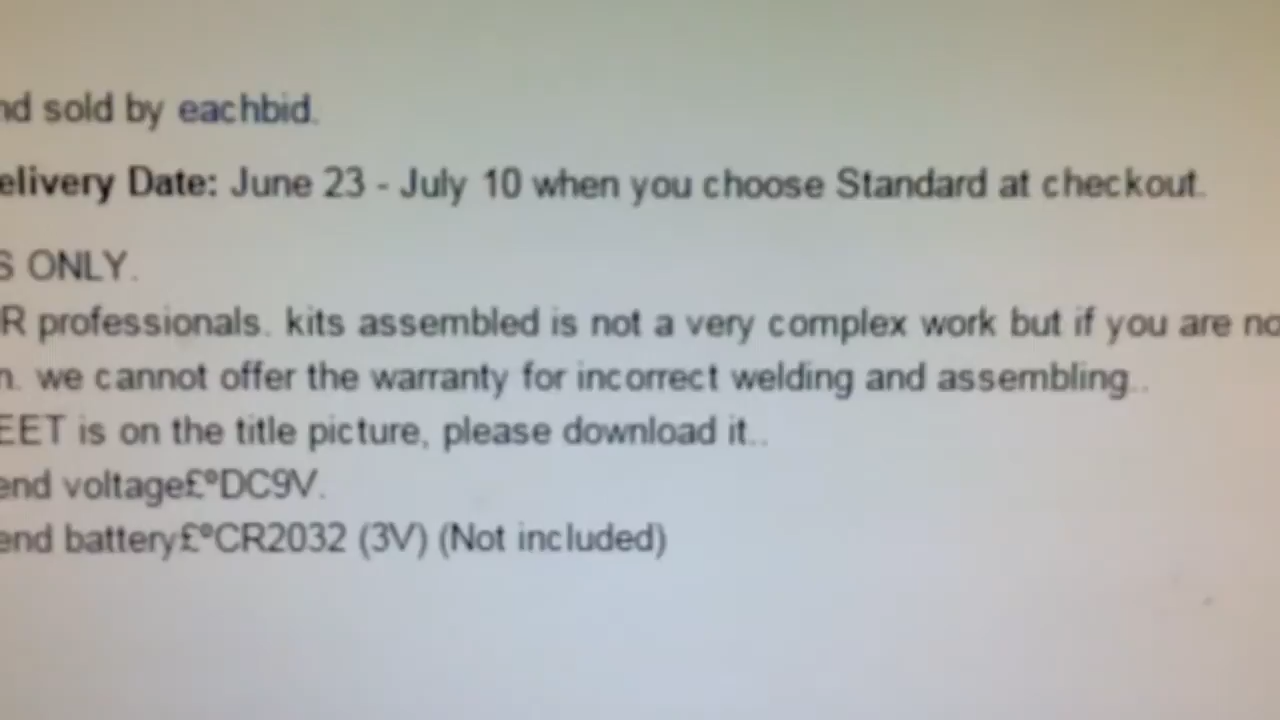 nd sold by eachbid.
elivery Date: June 23 - July 10 when you choose Standard at checkout.
S ONLY.
R professionals. kits assembled is not a very complex work but if you are no
n. we cannot offer the warranty for incorrect welding and assembling..
EET is on the title picture, please download it..
end voltage£ºDC9V.
end battery£ºCR2032 (3V) (Not included)